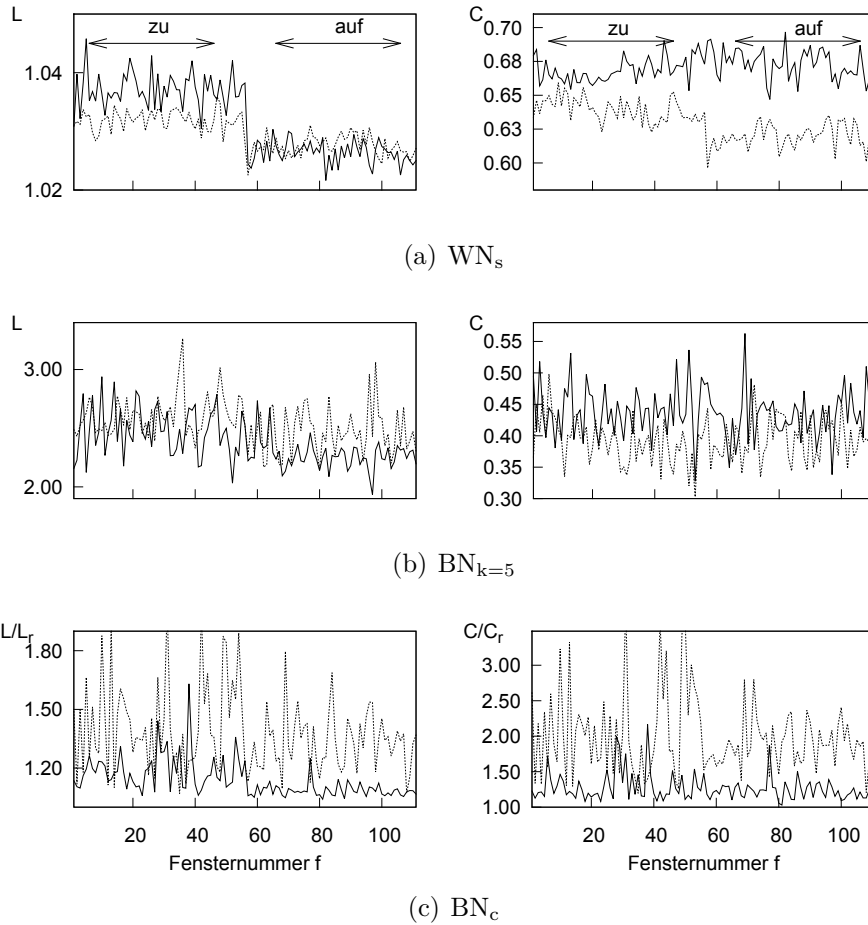 L
C
zu
auf
zu
auf
1.04
1.02
0.70
0.68
0.65
0.63
0.60
(a) WNₛ
L
C
3.00
2.00
0.55
0.50
0.45
0.40
0.35
0.30
(b) BNₖ₌₅
L/Lᵣ
C/Cᵣ
1.80
1.50
1.20
3.00
2.50
2.00
1.50
1.00
20 40 60 80 100
20 40 60 80 100
Fensternummer f
Fensternummer f
(c) BN꜀